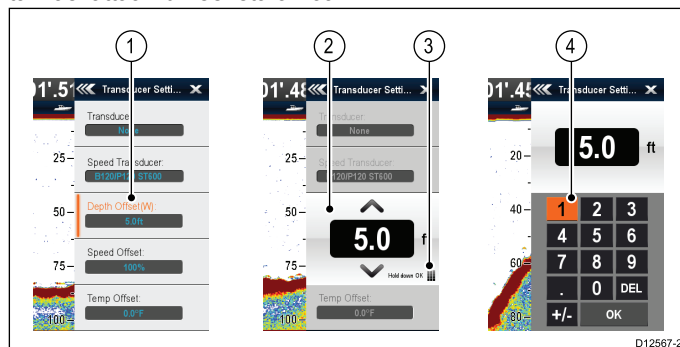 1
2
3
4
01'.5
Transducer Setti...
X
Transducer:
None
Speed Transducer:
B120/P120 ST600
Depth Offset(W):
5.0ft
Speed Offset:
100%
Temp Offset:
0.0°F
25
50
75
100
01'.48
Transducer Setti...
X
Transducer:
None
Speed Transducer:
B120/P120 ST600
5.0
f
Hold down OK
Temp Offset:
0.0°F
25
50
75
100
01'.4
Transducer Setti...
X
5.0
ft
20
40
60
80
1 2 3
4 5 6
7 8 9
. 0 DEL
+/- OK
D12567-2